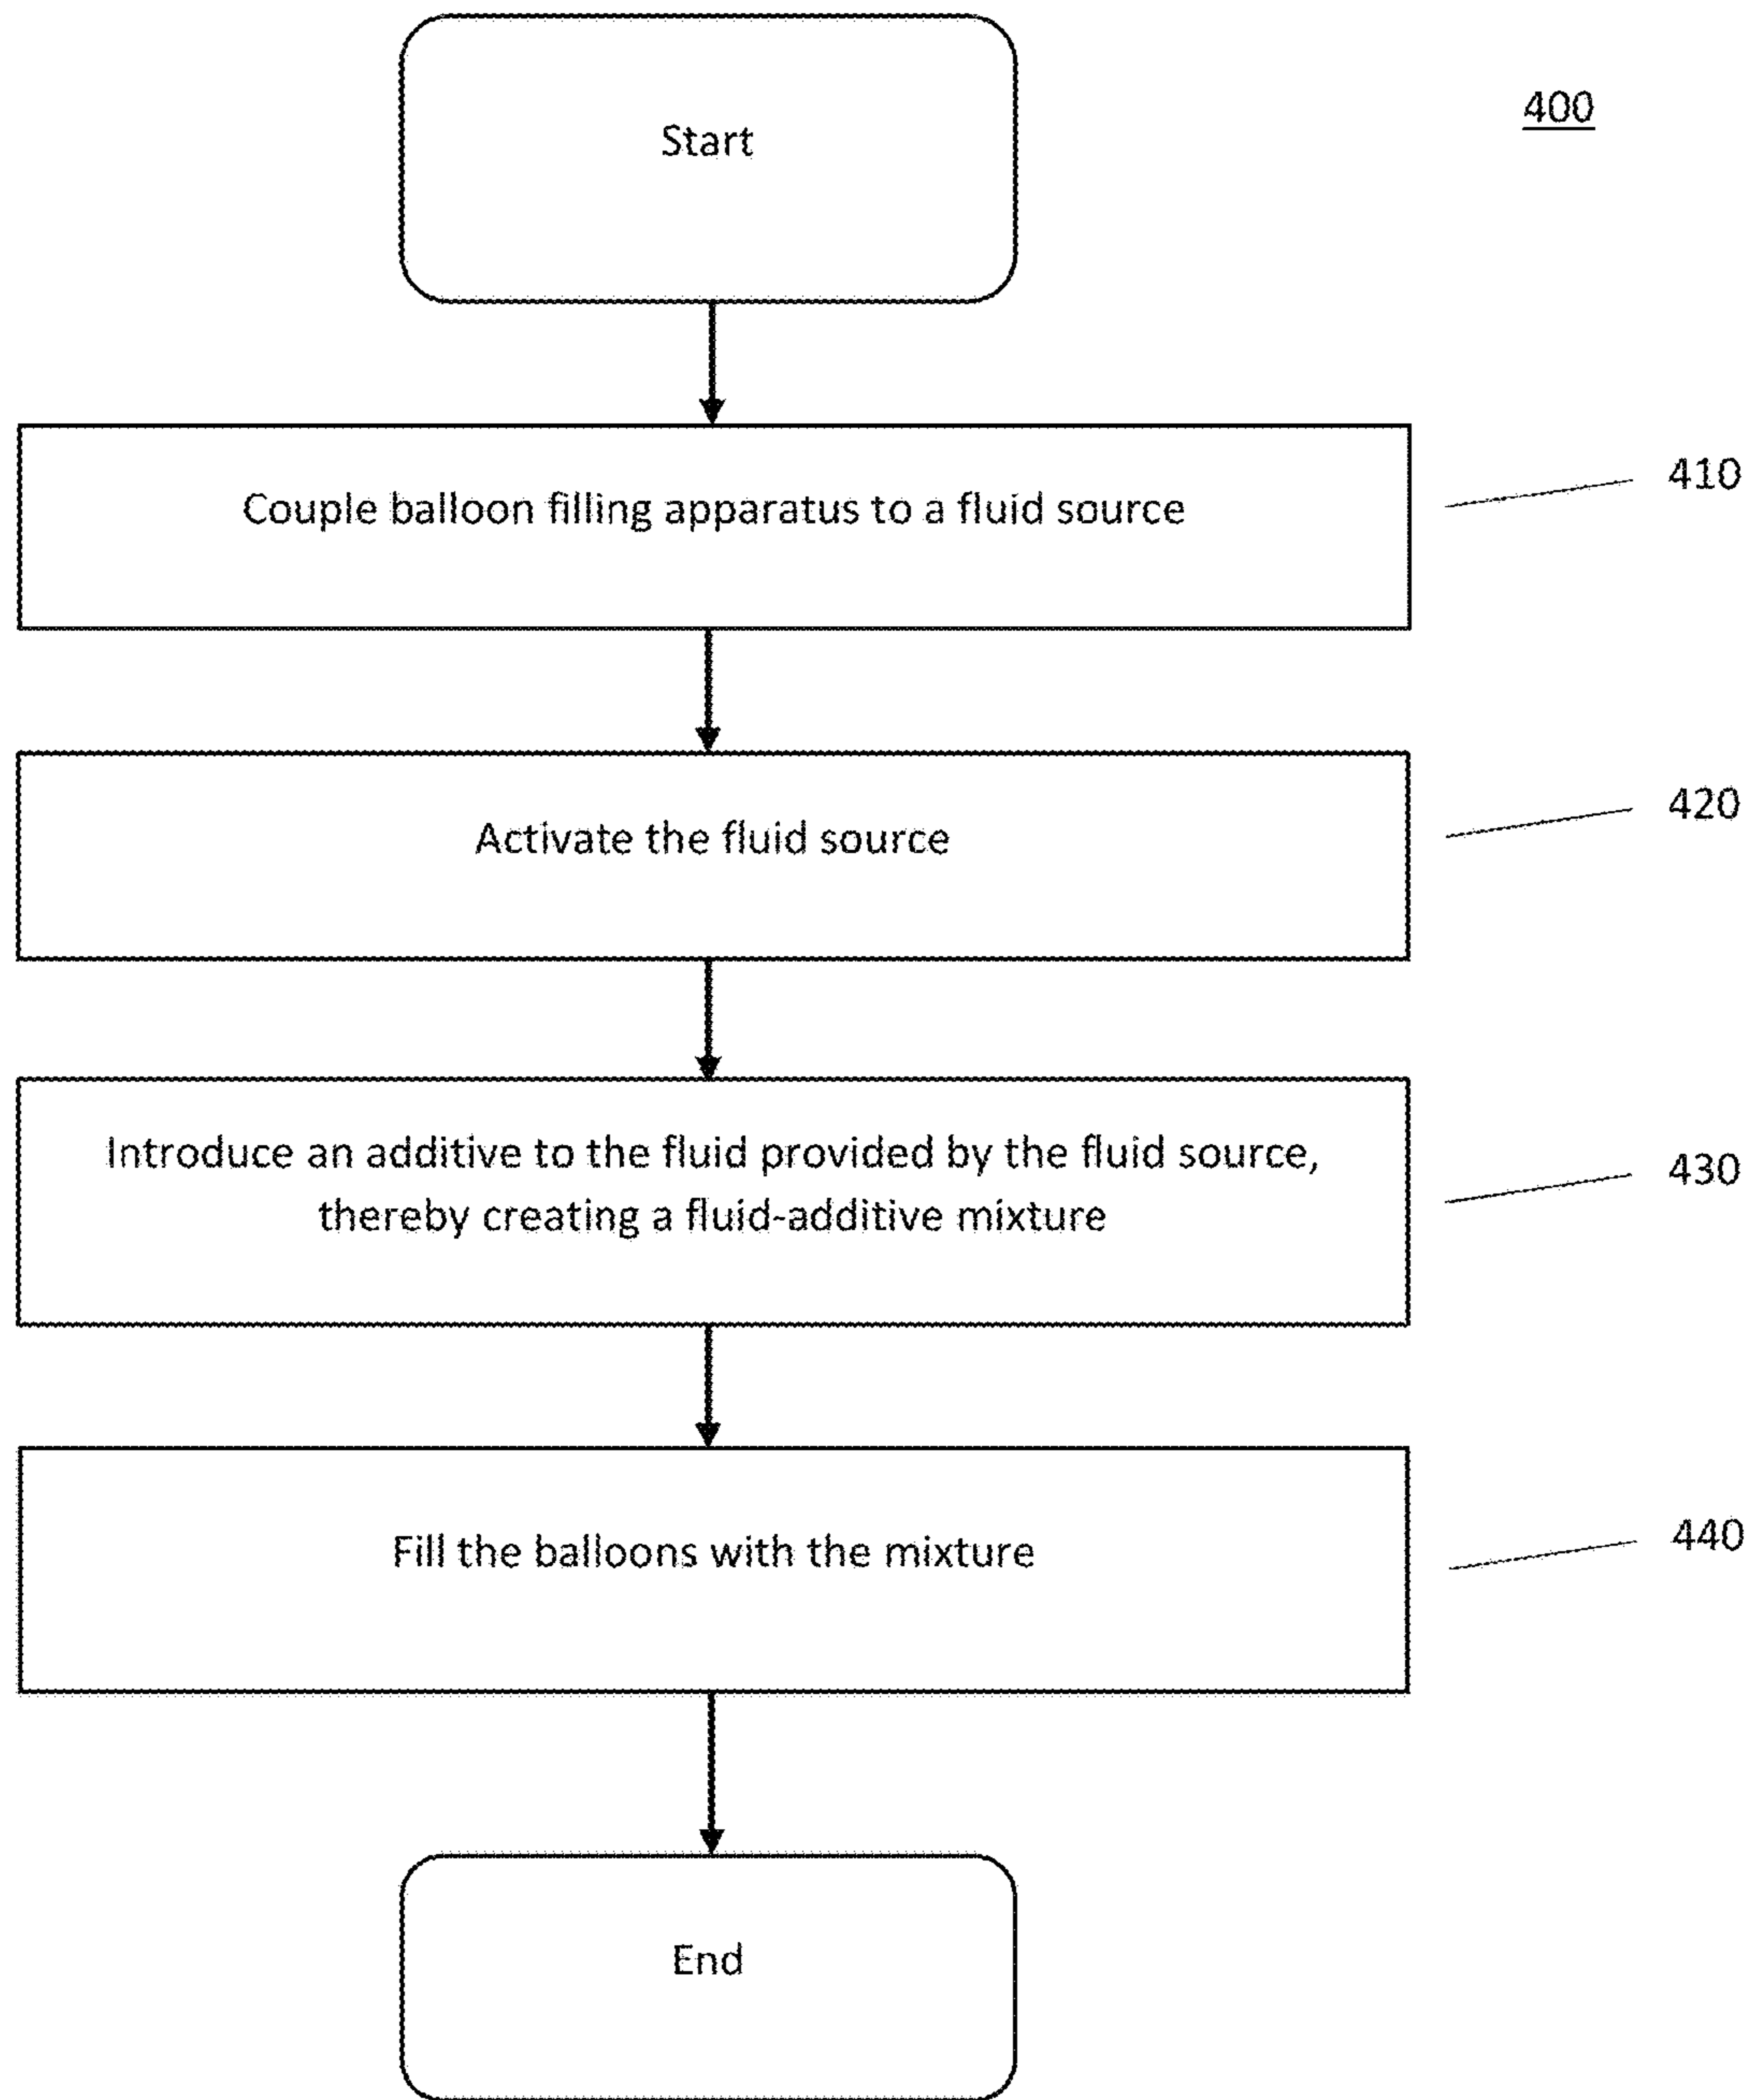 400
Start
Couple balloon filling apparatus to a fluid source
410
Activate the fluid source
420
Introduce an additive to the fluid provided by the fluid source,
thereby creating a fluid-additive mixture
430
Fill the balloons with the mixture
440
End